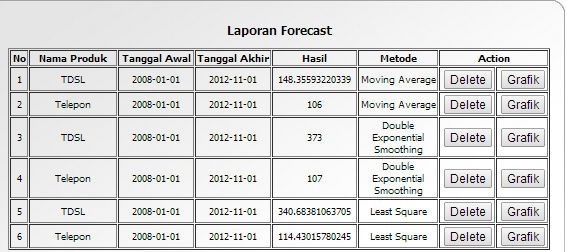 Laporan Forecast
No Nama Produk Tanggal Awal Tanggal Akhir Hasil Metode Action
1 TDSL 2008-01-01 2012-11-01 148.35593220339 Moving Average Delete Grafik
2 Telepon 2008-01-01 2012-11-01 106 Moving Average Delete Grafik
3 TDSL 2008-01-01 2012-11-01 373 Double Exponential Smoothing Delete Grafik
4 Telepon 2008-01-01 2012-11-01 107 Double Exponential Smoothing Delete Grafik
5 TDSL 2008-01-01 2012-11-01 340.68381063705 Least Square Delete Grafik
6 Telepon 2008-01-01 2012-11-01 114.43015780245 Least Square Delete Grafik